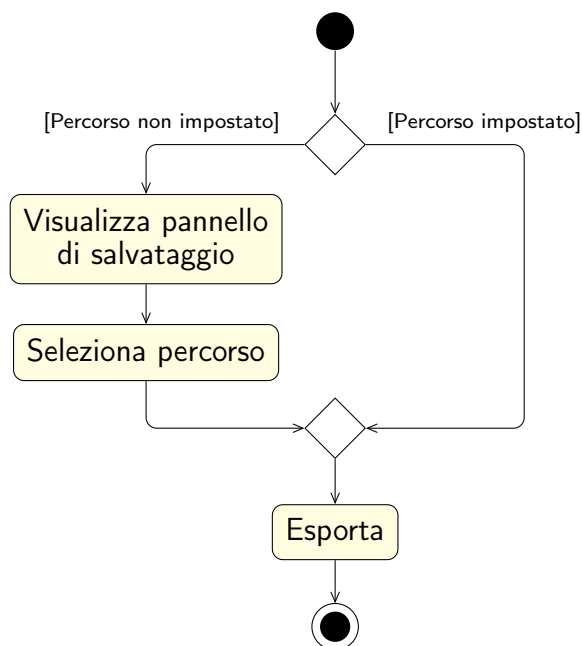 [Percorso non impostato]
[Percorso impostato]
Visualizza pannello
di salvataggio
Seleziona percorso
Esporta